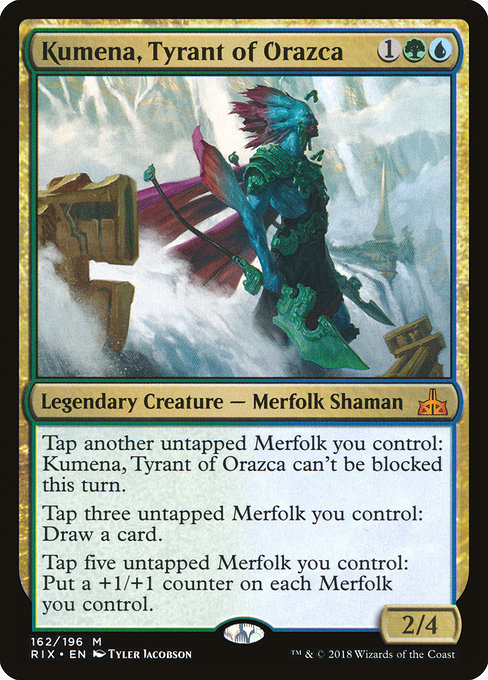 Kumena, Tyrant of Orazca 1
Legendary Creature — Merfolk Shaman
Tap another untapped Merfolk you control:
Kumena, Tyrant of Orazca can't be blocked
this turn.
Tap three untapped Merfolk you control:
Draw a card.
Tap five untapped Merfolk you control:
Put a +1/+1 counter on each Merfolk
you control.
2/4
162/196 M
RIX • EN Tyler Jacobson
™ & © 2018 Wizards of the Coast